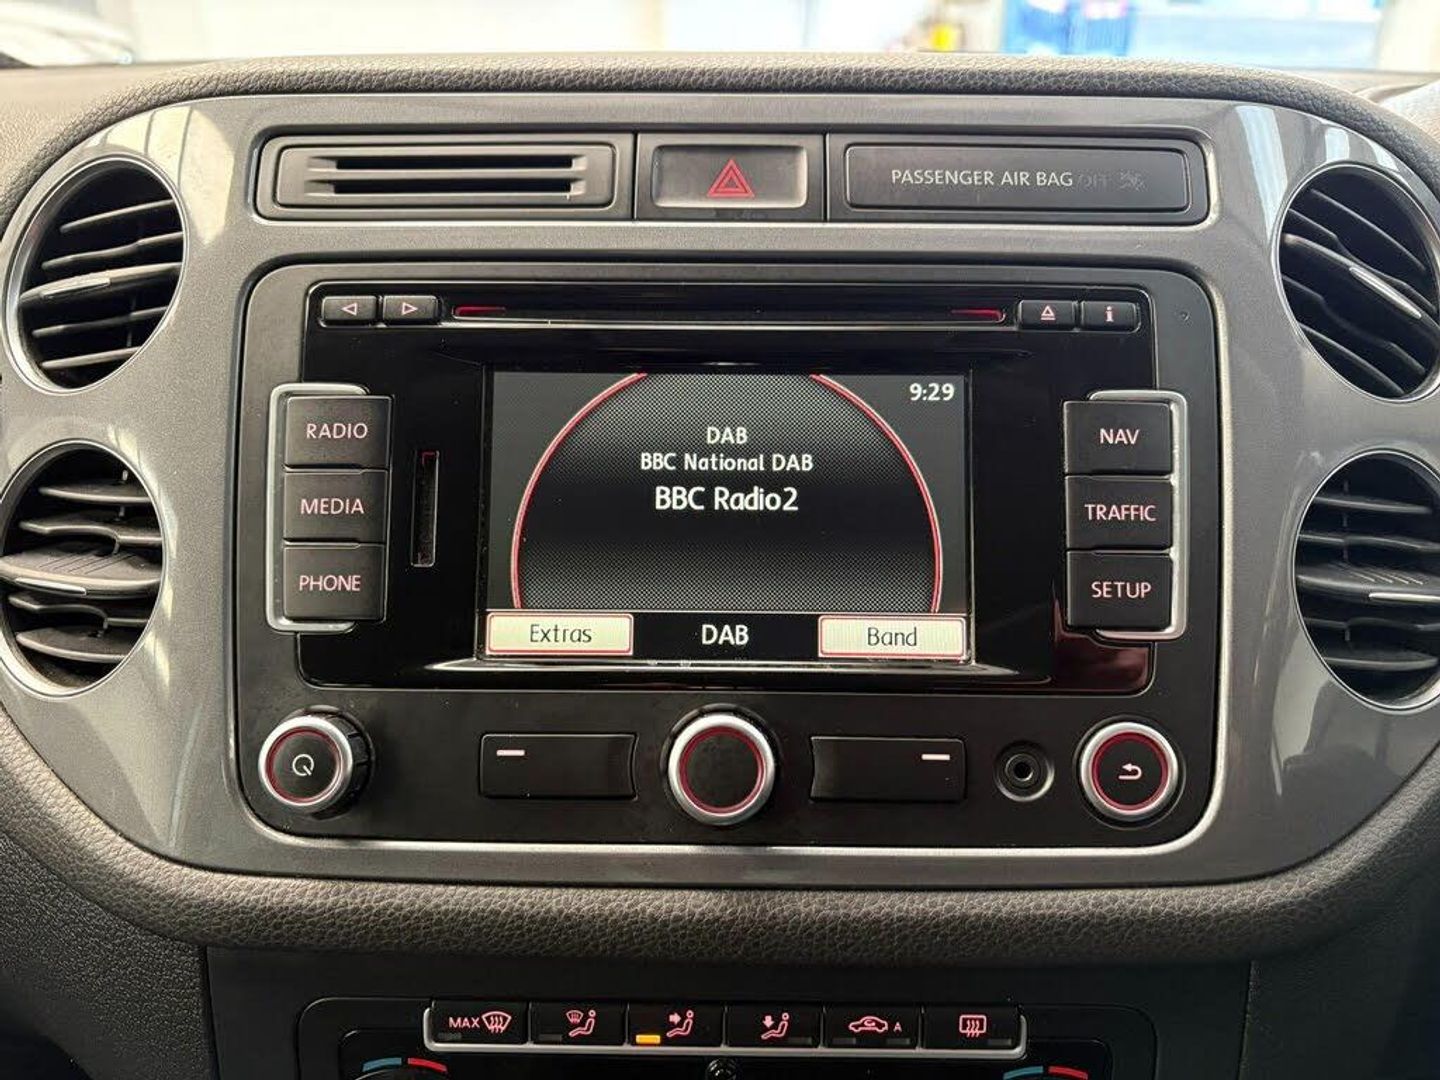 PASSENGER AIR BAG OFF
i
RADIO
MEDIA
PHONE
9:29
DAB
BBC National DAB
BBC Radio2
Extras
DAB
Band
NAV
TRAFFIC
SETUP
MAX
A